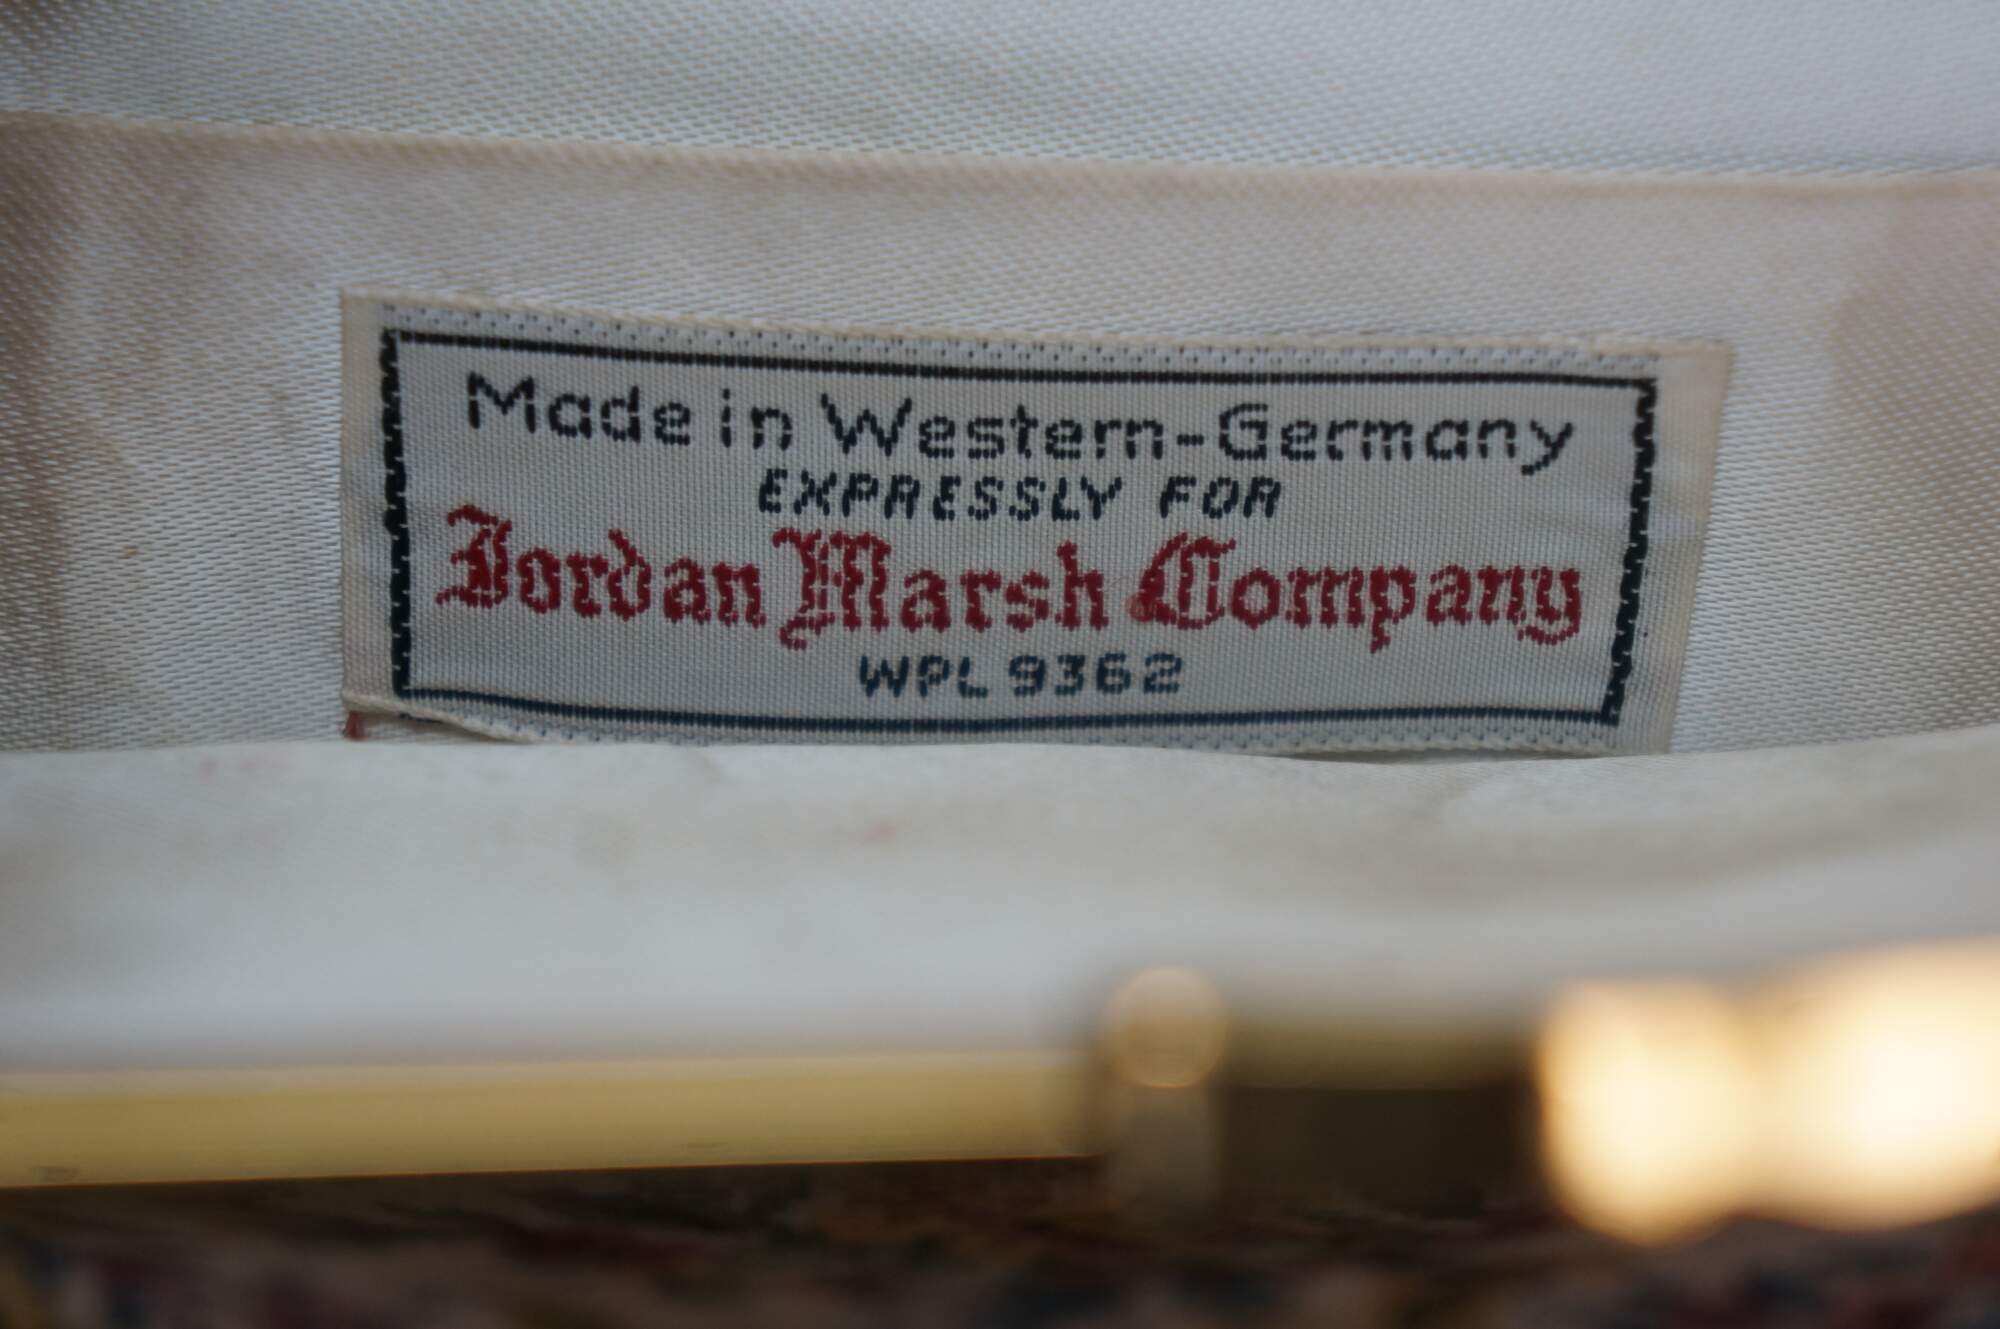 Made in Western-Germany
EXPRESSLY FOR
Jordan Marsh Company
WPL 9362